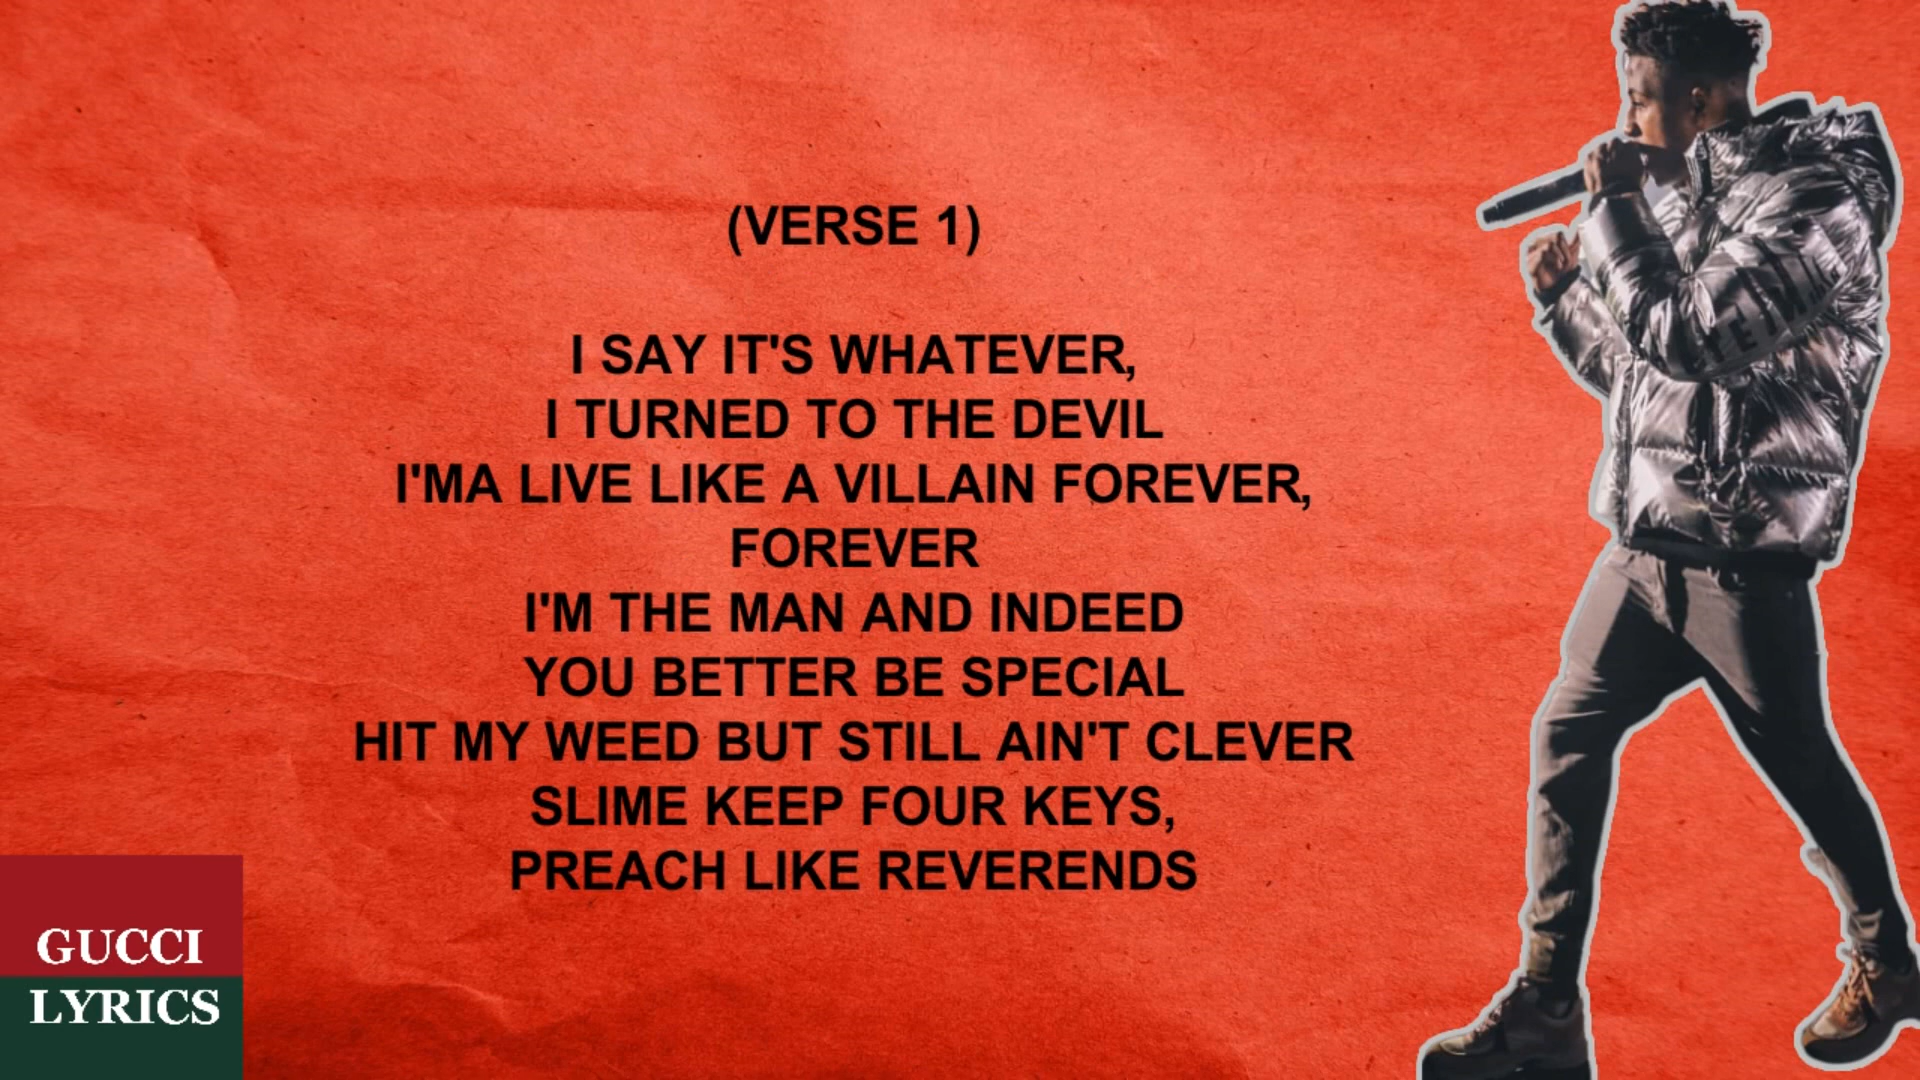 (VERSE 1)
I SAY IT'S WHATEVER,
I TURNED TO THE DEVIL
I'MA LIVE LIKE A VILLAIN FOREVER,
FOREVER
I'M THE MAN AND INDEED
YOU BETTER BE SPECIAL
HIT MY WEED BUT STILL AIN'T CLEVER
SLIME KEEP FOUR KEYS,
PREACH LIKE REVERENDS
GUCCI
LYRICS